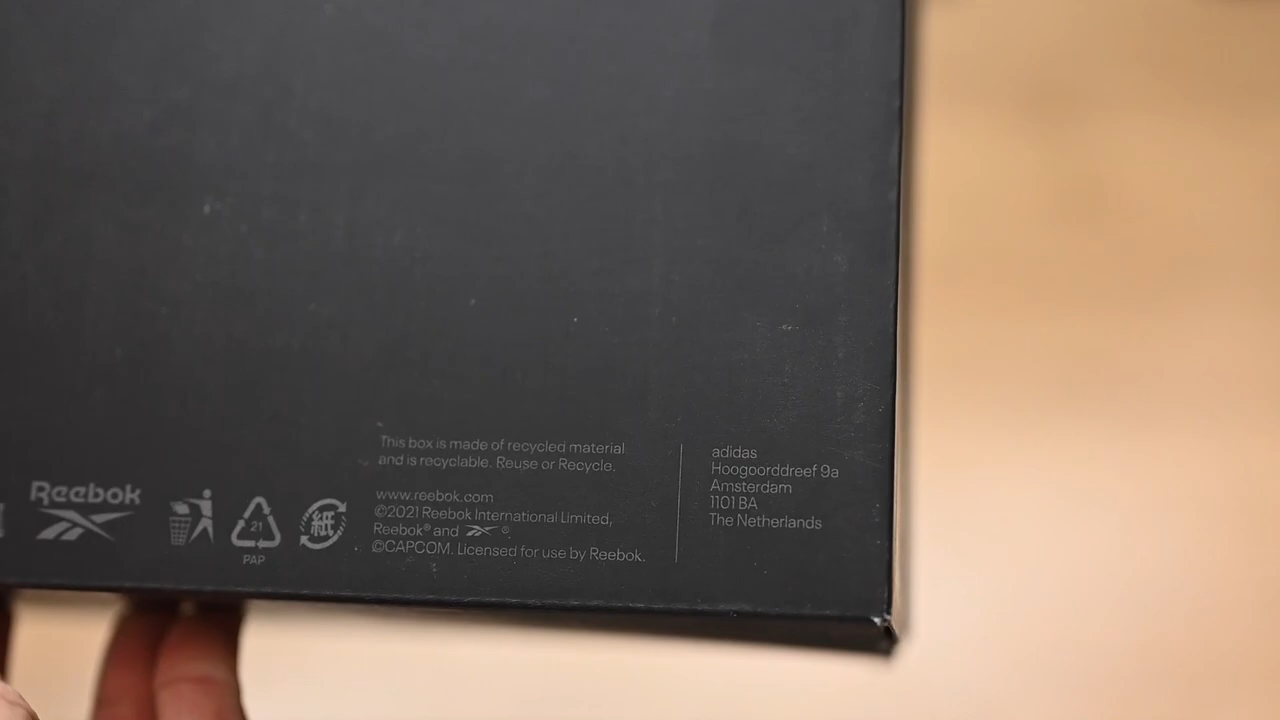 Reebok
21
PAP
紙
This box is made of recycled material
and is recyclable. Reuse or Recycle.
www.reebok.com
©2021 Reebok International Limited,
Reebok® and ®
©CAPCOM. Licensed for use by Reebok.
adidas
Hoogoorddreef 9a
Amsterdam
1101 BA
The Netherlands